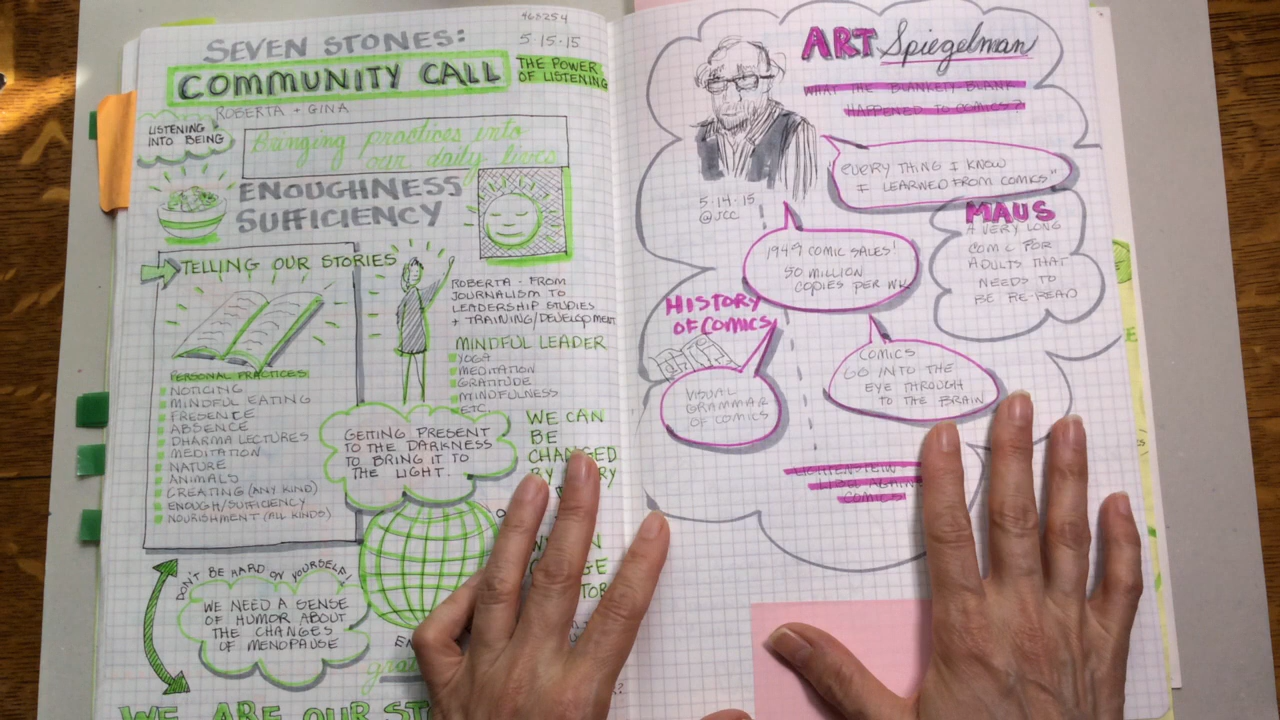 SEVEN STONES:
COMMUNITY CALL
5·15·15
THE POWER
OF LISTENING
ROBERTA + GINA
LISTENING
INTO BEING
Bringing practices into
our daily lives
ENOUGHNESS
SUFFICIENCY
TELLING OUR STORIES
PERSONAL PRACTICES:
NOTICING
MINDFUL EATING
PRESENCE
ABSENCE
DHARMA LECTURES
MEDITATION
NATURE
ANIMALS
CREATING (ANY KIND)
ENOUGH/SUFFICIENCY
NOURISHMENT (ALL KINDS)
ROBERTA - FROM
JOURNALISM TO
LEADERSHIP STUDIES
+ TRAINING/DEVELOPMENT
MINDFUL LEADER
YOGA
MEDITATION
GRATITUDE
MINDFULNESS
ETC.
GETTING PRESENT
TO THE DARKNESS
TO BRING IT TO
THE LIGHT.
WE CAN
BE
CHANGED
BY
DON'T BE HARD ON YOURSELF!
WE NEED A SENSE
OF HUMOR ABOUT
THE CHANGES
OF MENOPAUSE
WE ARE OUR
ART Spiegelman
WHAT THE BLANKETY BLANK
HAPPENED TO COMICS?
"EVERY THING I KNOW
I LEARNED FROM COMICS"
5·14·15
@JCC
MAUS
A VERY LONG
COMIC FOR
ADULTS THAT
NEEDS TO
BE RE-READ
1949 COMIC SALES!
50 MILLION
COPIES PER WK
HISTORY
OF COMICS
VISUAL
GRAMMAR
OF COMICS
COMICS
GO INTO THE
EYE THROUGH
TO THE BRAIN
LICHTENSTEIN
LIBEL AGAINST
COMICS